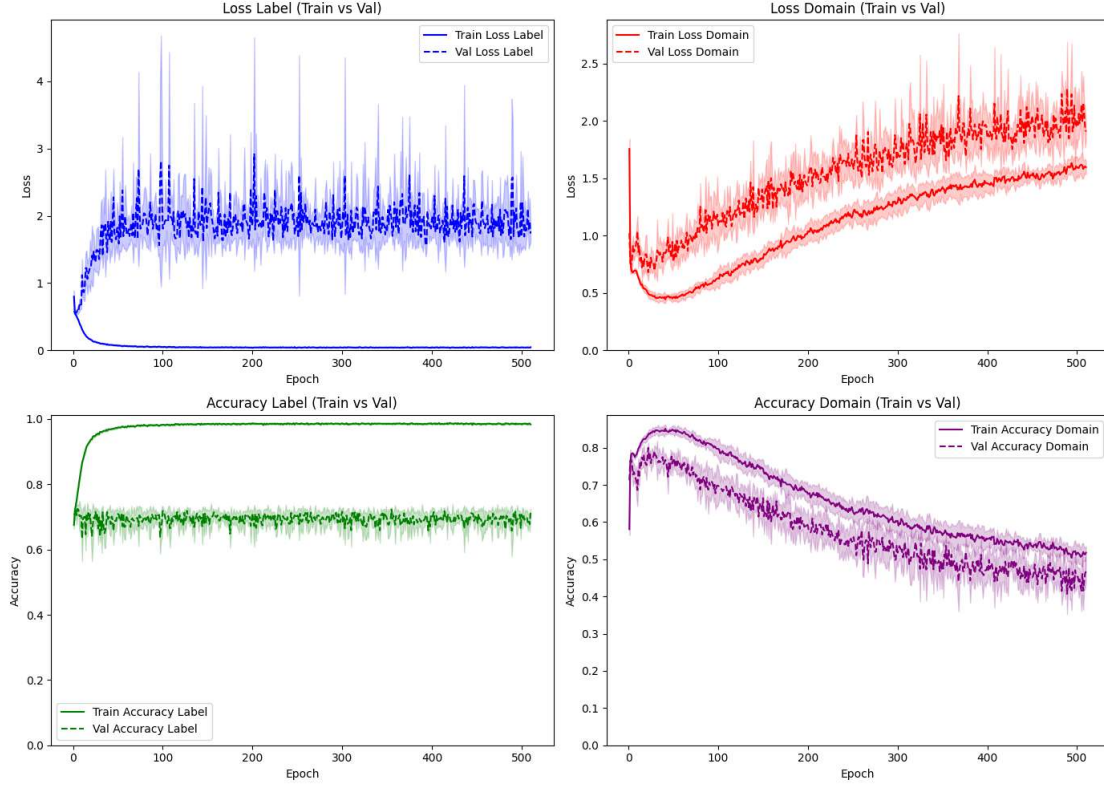 Loss Label (Train vs Val)
Train Loss Label
Val Loss Label
Loss
4
3
2
1
0
0
100
200
300
400
500
Epoch
Loss Domain (Train vs Val)
Train Loss Domain
Val Loss Domain
Loss
2.5
2.0
1.5
1.0
0.5
0.0
0
100
200
300
400
500
Epoch
Accuracy Label (Train vs Val)
Accuracy
1.0
0.8
0.6
0.4
0.2
0.0
Train Accuracy Label
Val Accuracy Label
0
100
200
300
400
500
Epoch
Accuracy Domain (Train vs Val)
Train Accuracy Domain
Val Accuracy Domain
Accuracy
0.8
0.7
0.6
0.5
0.4
0.3
0.2
0.1
0.0
0
100
200
300
400
500
Epoch